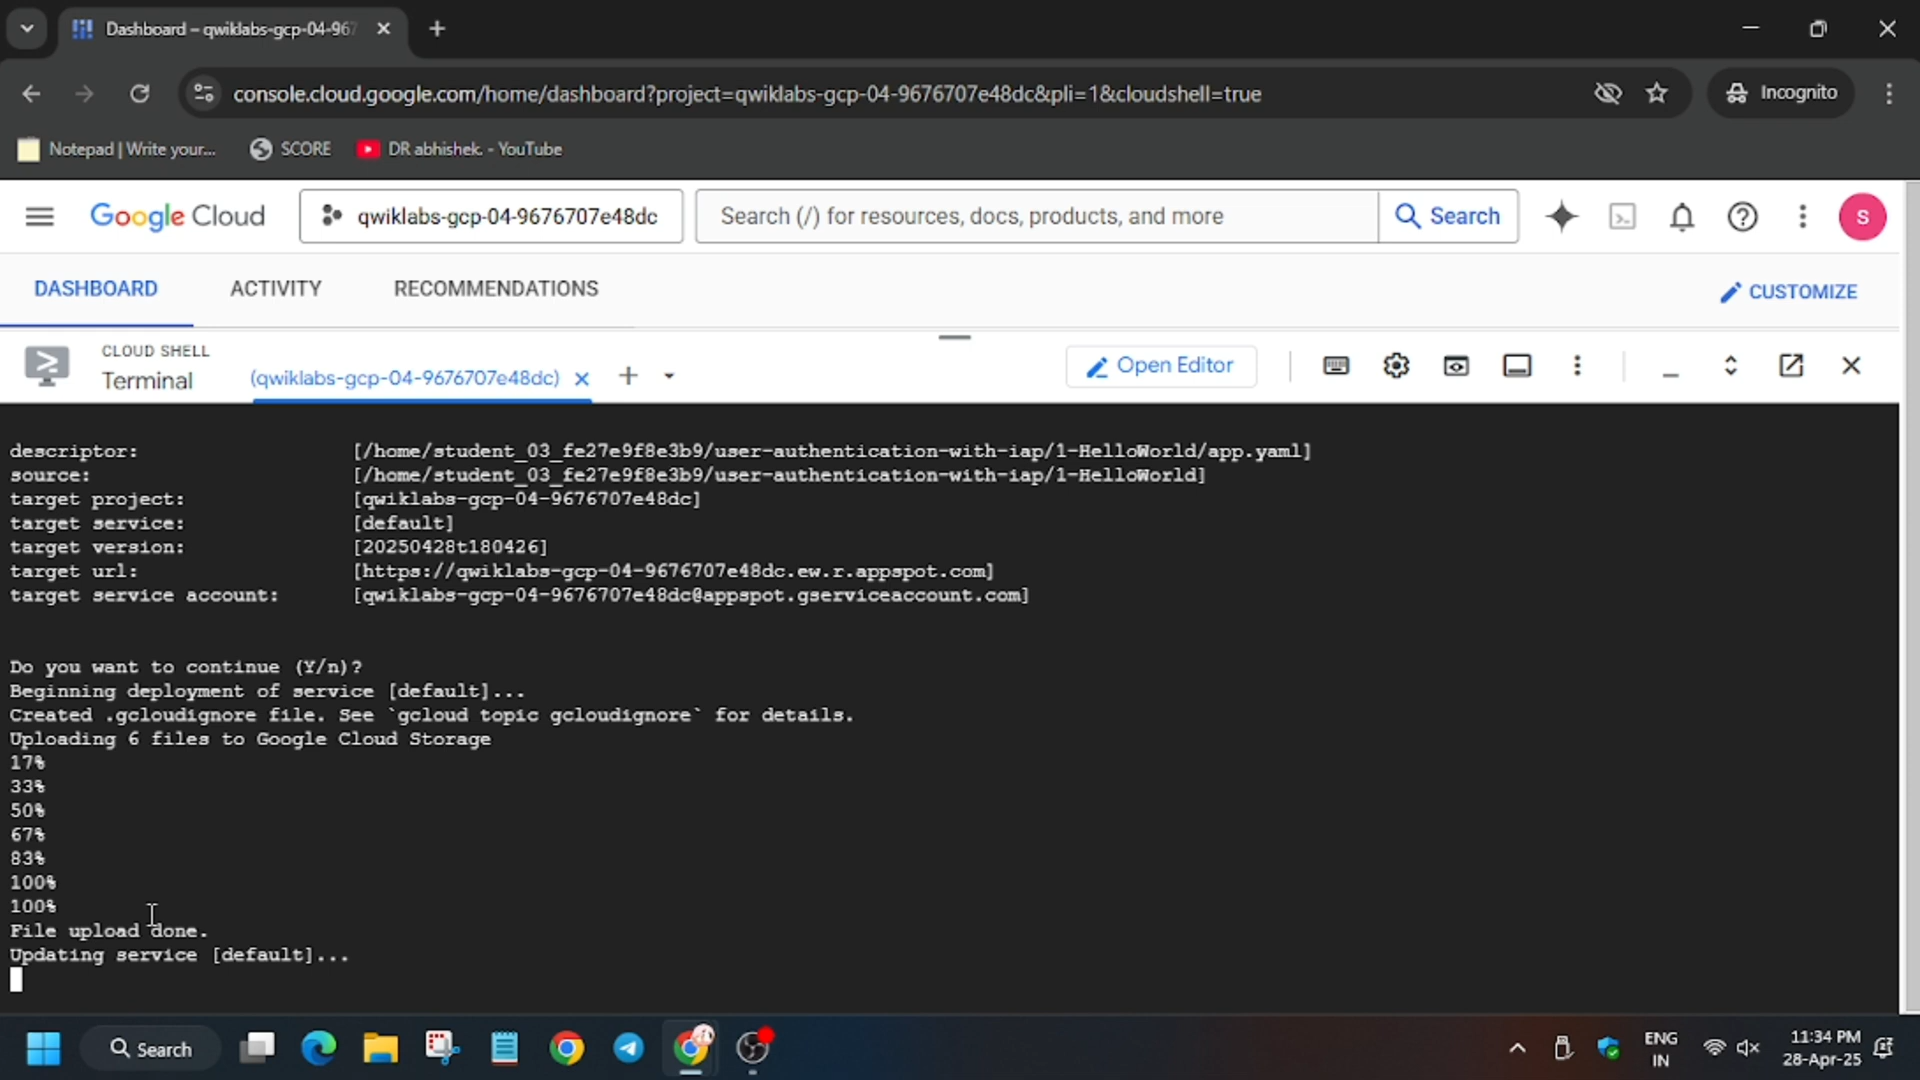 Dashboard – qwiklabs-gcp-04-967
console.cloud.google.com/home/dashboard?project=qwiklabs-gcp-04-9676707e48dc&pli=1&cloudshell=true
Incognito
Notepad | Write your...
SCORE
DR abhishek. - YouTube
Google Cloud
qwiklabs-gcp-04-9676707e48dc
Search (/) for resources, docs, products, and more
Search
S
DASHBOARD
ACTIVITY
RECOMMENDATIONS
CUSTOMIZE
CLOUD SHELL
Terminal
(qwiklabs-gcp-04-9676707e48dc)
Open Editor
descriptor: [/home/student_03_fe27e9f8e3b9/user-authentication-with-iap/1-HelloWorld/app.yaml]
source: [/home/student_03_fe27e9f8e3b9/user-authentication-with-iap/1-HelloWorld]
target project: [qwiklabs-gcp-04-9676707e48dc]
target service: [default]
target version: [20250428t180426]
target url: [https://qwiklabs-gcp-04-9676707e48dc.ew.r.appspot.com]
target service account: [qwiklabs-gcp-04-9676707e48dc@appspot.gserviceaccount.com]
Do you want to continue (Y/n)?
Beginning deployment of service [default]...
Created .gcloudignore file. See `gcloud topic gcloudignore` for details.
Uploading 6 files to Google Cloud Storage
17%
33%
50%
67%
83%
100%
100%
File upload done.
Updating service [default]...
Search
ENG
IN
11:34 PM
28-Apr-25